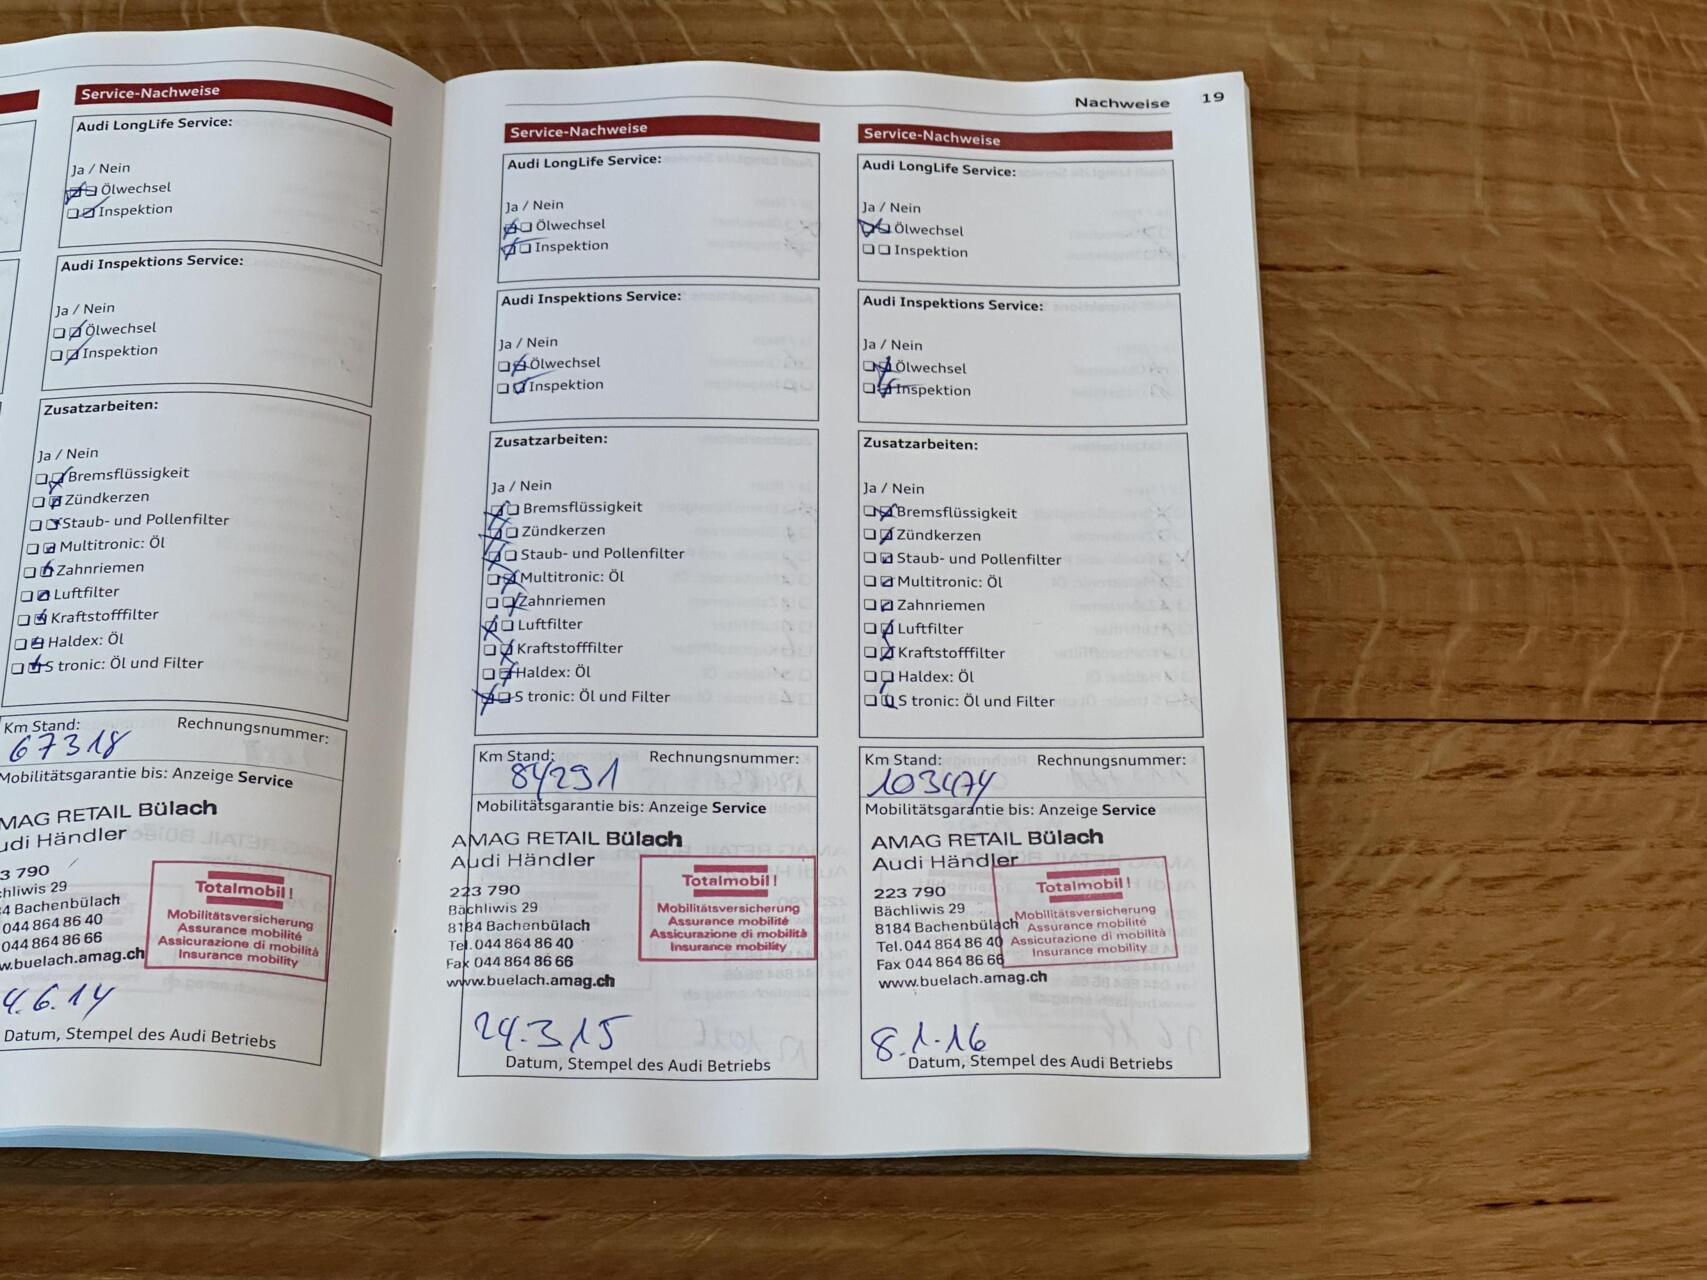 Service-Nachweise
Audi LongLife Service:
Ja / Nein
Ölwechsel
Inspektion
Audi Inspektions Service:
Ja / Nein
Ölwechsel
Inspektion
Zusatzarbeiten:
Ja / Nein
Bremsflüssigkeit
Zündkerzen
Staub- und Pollenfilter
Multitronic: Öl
Zahnriemen
Luftfilter
Kraftstofffilter
Haldex: Öl
S tronic: Öl und Filter
Km Stand: Rechnungsnummer:
67318
Mobilitätsgarantie bis: Anzeige Service
RETAIL Bülach
Händler
790
29
Bachenbülach
044 864 86 40
044 864 86 66
Totalmobil!
Mobilitätsversicherung
Assurance mobilité
Assicurazione di mobilità
Insurance mobility
4.6.14
Datum, Stempel des Audi Betriebs
Nachweise 19
Service-Nachweise
Audi LongLife Service:
Ja / Nein
Ölwechsel
Inspektion
Audi Inspektions Service:
Ja / Nein
Ölwechsel
Inspektion
Zusatzarbeiten:
Ja / Nein
Bremsflüssigkeit
Zündkerzen
Staub- und Pollenfilter
Multitronic: Öl
Zahnriemen
Luftfilter
Kraftstofffilter
Haldex: Öl
S tronic: Öl und Filter
Km Stand: Rechnungsnummer:
84291
Mobilitätsgarantie bis: Anzeige Service
AMAG RETAIL Bülach
Audi Händler
223 790
Bächliwis 29
8184 Bachenbülach
Tel. 044 864 86 40
Fax 044 864 86 66
www.buelach.amag.ch
Totalmobil!
Mobilitätsversicherung
Assurance mobilité
Assicurazione di mobilità
Insurance mobility
24.3.15
Datum, Stempel des Audi Betriebs
Service-Nachweise
Audi LongLife Service:
Ja / Nein
Ölwechsel
Inspektion
Audi Inspektions Service:
Ja / Nein
Ölwechsel
Inspektion
Zusatzarbeiten:
Ja / Nein
Bremsflüssigkeit
Zündkerzen
Staub- und Pollenfilter
Multitronic: Öl
Zahnriemen
Luftfilter
Kraftstofffilter
Haldex: Öl
S tronic: Öl und Filter
Km Stand: Rechnungsnummer:
103474
Mobilitätsgarantie bis: Anzeige Service
AMAG RETAIL Bülach
Audi Händler
223 790
Bächliwis 29
8184 Bachenbülach
Tel. 044 864 86 40
Fax 044 864 86 66
www.buelach.amag.ch
Totalmobil!
Mobilitätsversicherung
Assurance mobilité
Assicurazione di mobilità
Insurance mobility
8.1.16
Datum, Stempel des Audi Betriebs